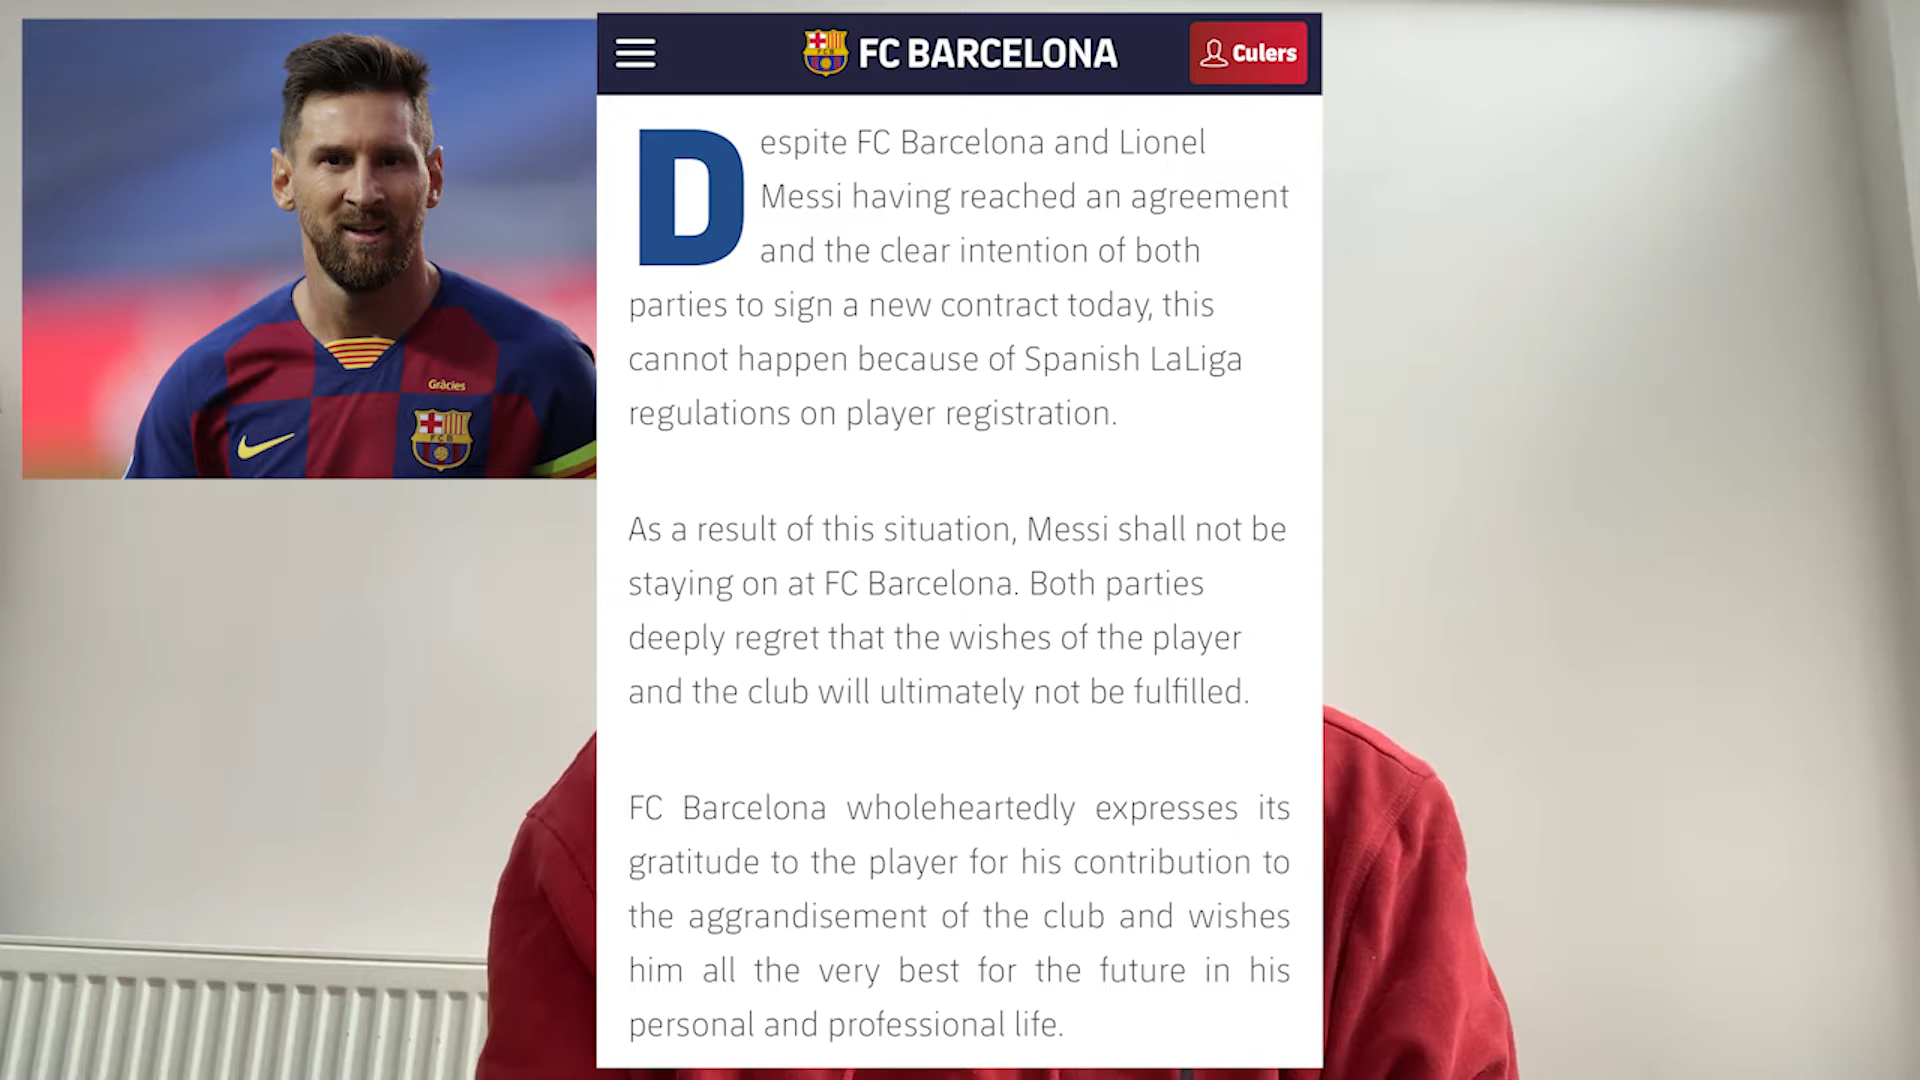 FC BARCELONA
Culers
Despite FC Barcelona and Lionel
Messi having reached an agreement
and the clear intention of both
parties to sign a new contract today, this
cannot happen because of Spanish LaLiga
regulations on player registration.
As a result of this situation, Messi shall not be
staying on at FC Barcelona. Both parties
deeply regret that the wishes of the player
and the club will ultimately not be fulfilled.
FC Barcelona wholeheartedly expresses its
gratitude to the player for his contribution to
the aggrandisement of the club and wishes
him all the very best for the future in his
personal and professional life.
Gràcies
FCB